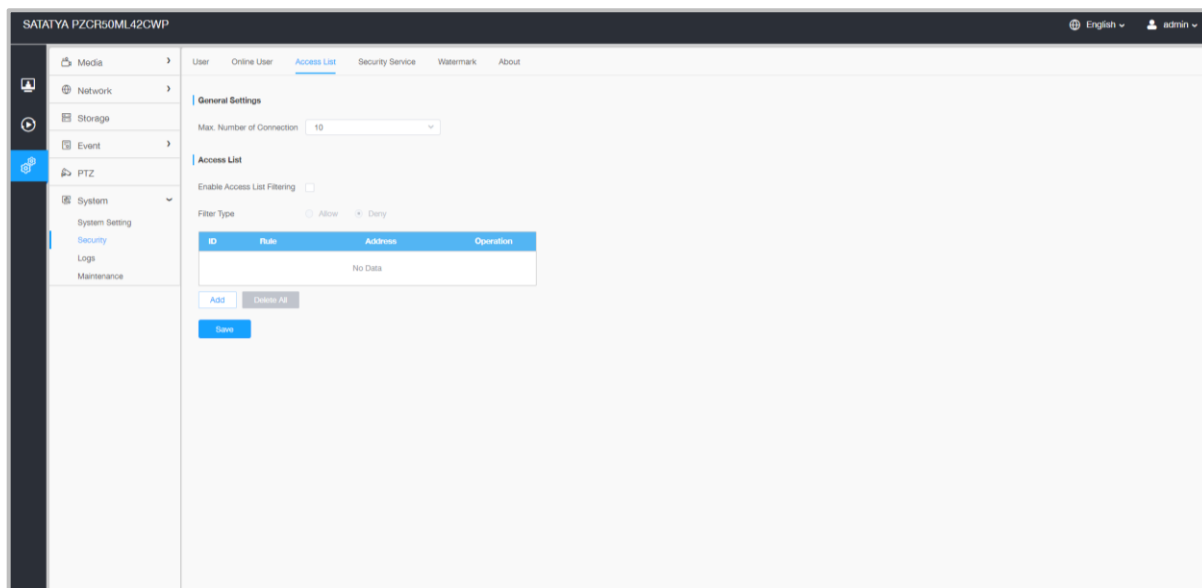 SATATYA PZCR50ML42CWP
English
admin
Media
Network
Storage
Event
PTZ
System
System Setting
Security
Logs
Maintenance
User Online User Access List Security Service Watermark About
General Settings
Max. Number of Connection 10
Access List
Enable Access List Filtering
Filter Type Allow Deny
ID Rule Address Operation
No Data
Add Delete All
Save